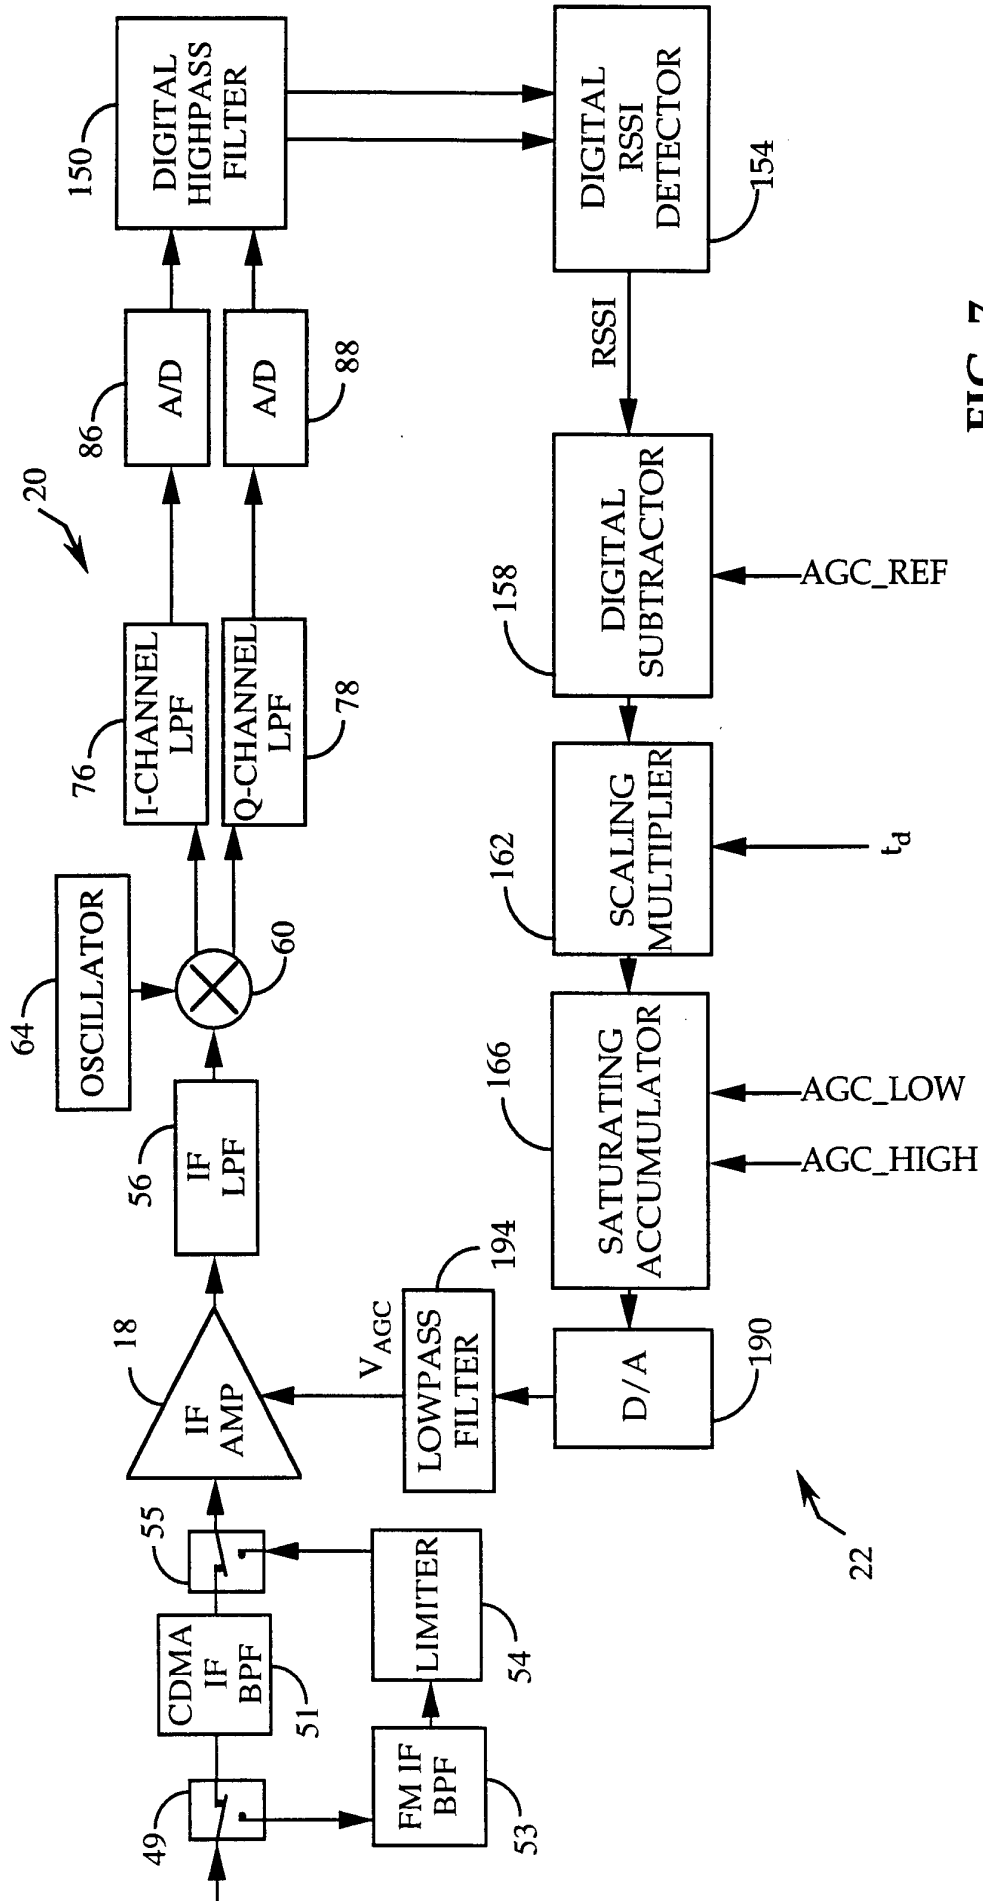 20
64
OSCILLATOR
49
CDMA
IF
BPF
51
55
18
IF
AMP
56
IF
LPF
60
76
I-CHANNEL
LPF
Q-CHANNEL
LPF
78
86
A/D
A/D
88
150
DIGITAL
HIGHPASS
FILTER
FM IF
BPF
53
LIMITER
54
V_AGC
LOWPASS
FILTER
194
22
D/A
190
166
SATURATING
ACCUMULATOR
AGC_HIGH
AGC_LOW
162
SCALING
MULTIPLIER
t_d
158
DIGITAL
SUBTRACTOR
AGC_REF
RSSI
DIGITAL
RSSI
DETECTOR
154
FIG. 7